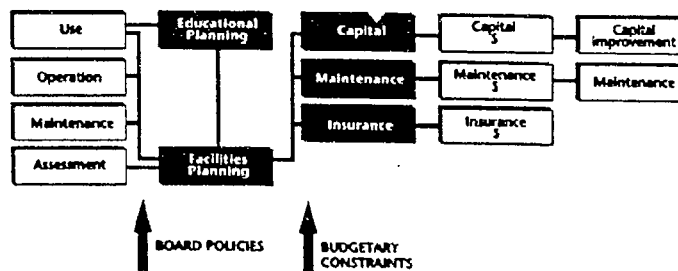 Use
Operation
Maintenance
Assessment
Educational
Planning
Facilities
Planning
Capital
Maintenance
Insurance
Capital
$
Maintenance
$
Insurance
$
Capital
improvement
Maintenance
BOARD POLICIES
BUDGETARY
CONSTRAINTS